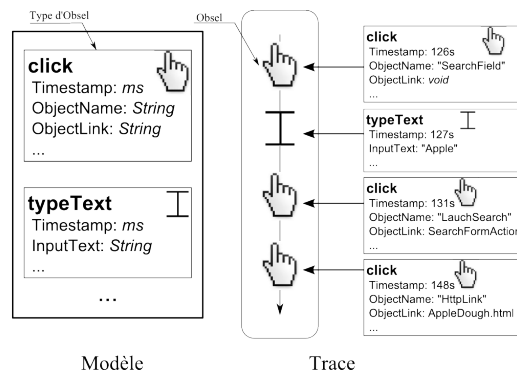 Type d'Obsel
click
Timestamp: ms
ObjectName: String
ObjectLink: String
...
typeText
Timestamp: ms
InputText: String
...
...
Modèle
Obsel
Trace
click
Timestamp: 126s
ObjectName: "SearchField"
ObjectLink: void
...
typeText
Timestamp: 127s
InputText: "Apple"
...
click
Timestamp: 131s
ObjectName: "LauchSearch"
ObjectLink: SearchFormAction
...
click
Timestamp: 148s
ObjectName: "HttpLink"
ObjectLink: AppleDough.html
...